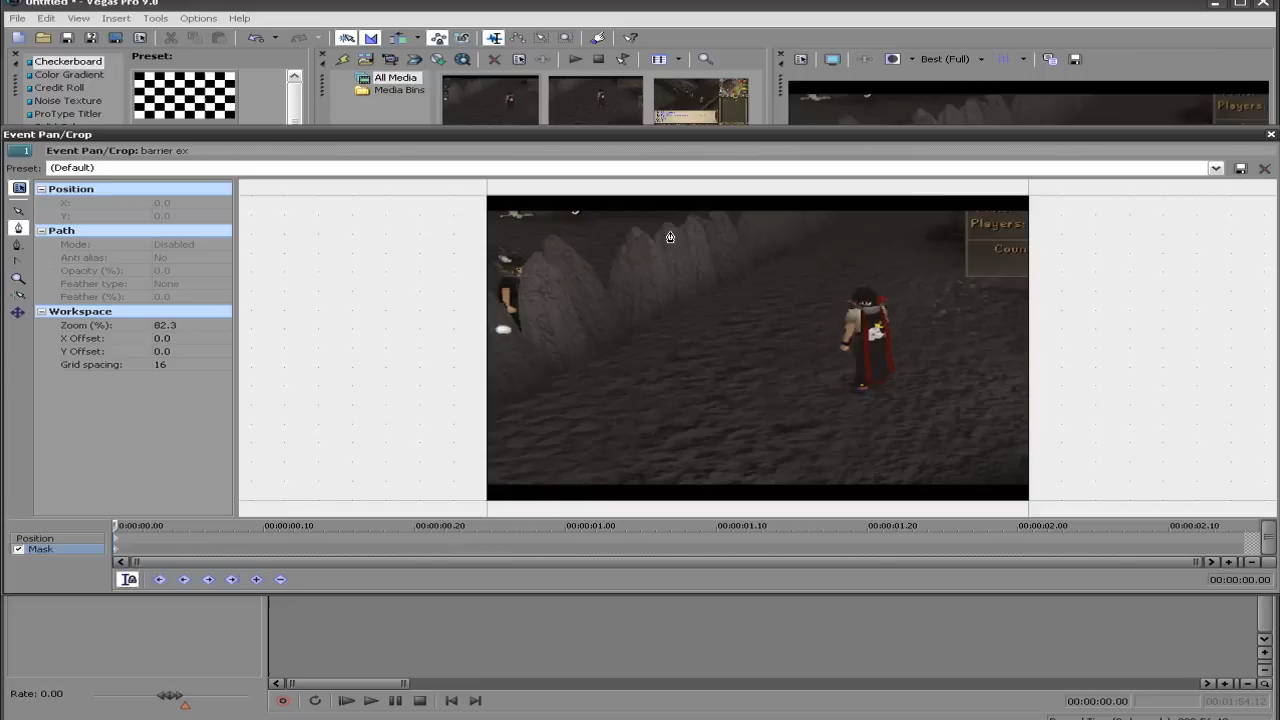 Untitled * - Vegas Pro 9.0
File Edit View Insert Tools Options Help
Checkerboard
Color Gradient
Credit Roll
Noise Texture
ProType Titler
Preset:
All Media
Media Bins
Best (Full)
Players
Event Pan/Crop
1 Event Pan/Crop: barrier ex
Preset: (Default)
Position
X: 0.0
Y: 0.0
Path
Mode: Disabled
Anti alias: No
Opacity (%): 0.0
Feather type: None
Feather (%): 0.0
Workspace
Zoom (%): 82.3
X Offset: 0.0
Y Offset: 0.0
Grid spacing: 16
Players:
Coun
0:00:00.00 00:00:00.10 00:00:00.20 00:00:01.00 00:00:01.10 00:00:01.20 00:00:02.00 00:00:02.10
Position
Mask
00:00:00.00
Rate: 0.00
00:00:00.00 00:01:54.12